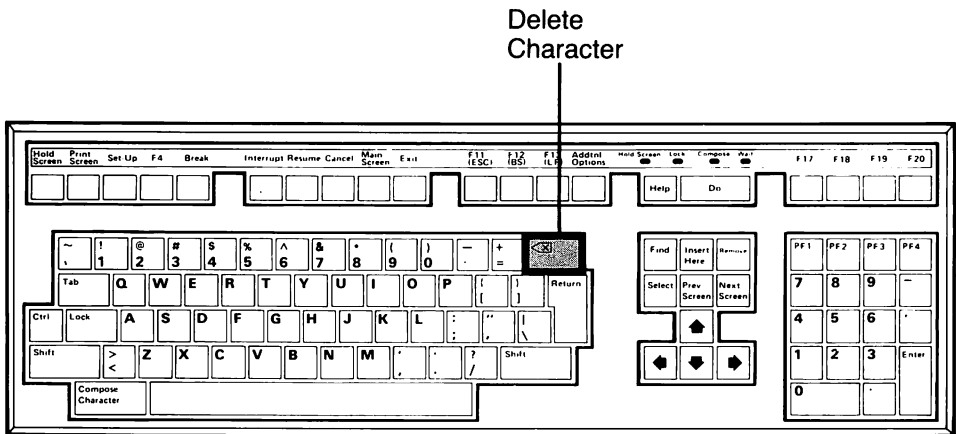 Delete
Character
Hold Screen Print Screen Set-Up F4 Break Interrupt Resume Cancel Main Screen Exit F11 (ESC) F12 (BS) F13 (LF) Addtnl Options Hold Screen Lock Compose Wait F17 F18 F19 F20
Help Do
~ ! @ # $ % ^ & * ( ) — +
1 2 3 4 5 6 7 8 9 0 - =
Find Insert Here Remove
PF1 PF2 PF3 PF4
Tab Q W E R T Y U I O P { [ } ] Return
Select Prev Screen Next Screen
7 8 9 -
Ctrl Lock A S D F G H J K L : ; " ' | \
4 5 6
Shift > < Z X C V B N M , . ? / Shift
1 2 3 Enter
Compose Character
0 .